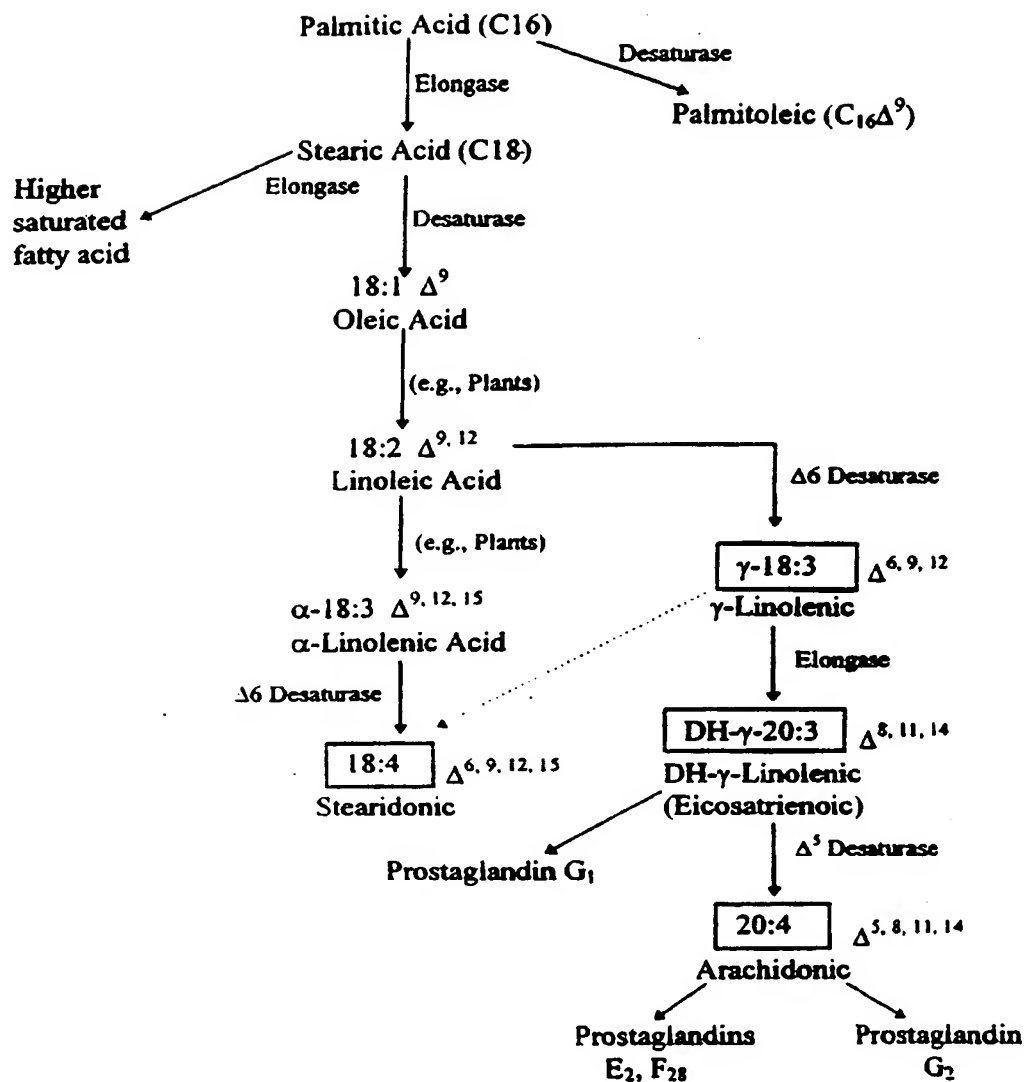 Palmitic Acid (C16)
Desaturase
Elongase
Palmitoleic (C₁₆Δ⁹)
Stearic Acid (C18)
Elongase
Higher
saturated
fatty acid
Desaturase
18:1 Δ⁹
Oleic Acid
(e.g., Plants)
18:2 Δ⁹, ¹²
Linoleic Acid
Δ6 Desaturase
(e.g., Plants)
γ-18:3 Δ⁶, ⁹, ¹²
γ-Linolenic
α-18:3 Δ⁹, ¹², ¹⁵
α-Linolenic Acid
Elongase
Δ6 Desaturase
DH-γ-20:3 Δ⁸, ¹¹, ¹⁴
DH-γ-Linolenic
(Eicosatrienoic)
18:4 Δ⁶, ⁹, ¹², ¹⁵
Stearidonic
Δ⁵ Desaturase
Prostaglandin G₁
20:4 Δ⁵, ⁸, ¹¹, ¹⁴
Arachidonic
Prostaglandins
E₂, F₂₈
Prostaglandin
G₂